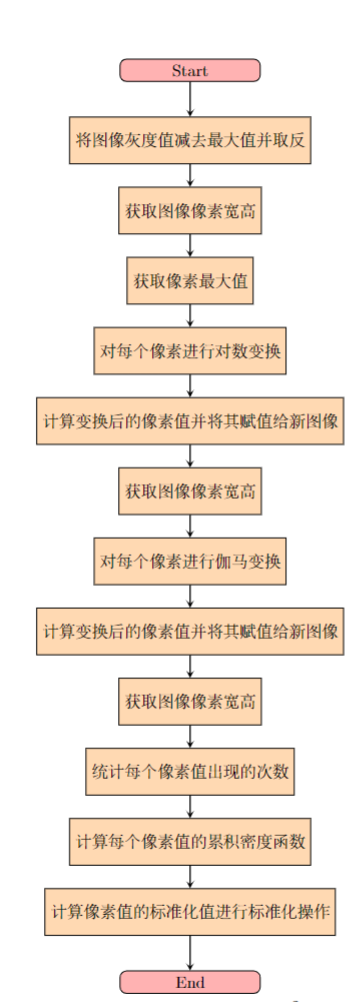 Start
将图像灰度值减去最大值并取反
获取图像像素宽高
获取像素最大值
对每个像素进行对数变换
计算变换后的像素值并将其赋值给新图像
获取图像像素宽高
对每个像素进行伽马变换
计算变换后的像素值并将其赋值给新图像
获取图像像素宽高
统计每个像素值出现的次数
计算每个像素值的累积密度函数
计算像素值的标准化值进行标准化操作
End